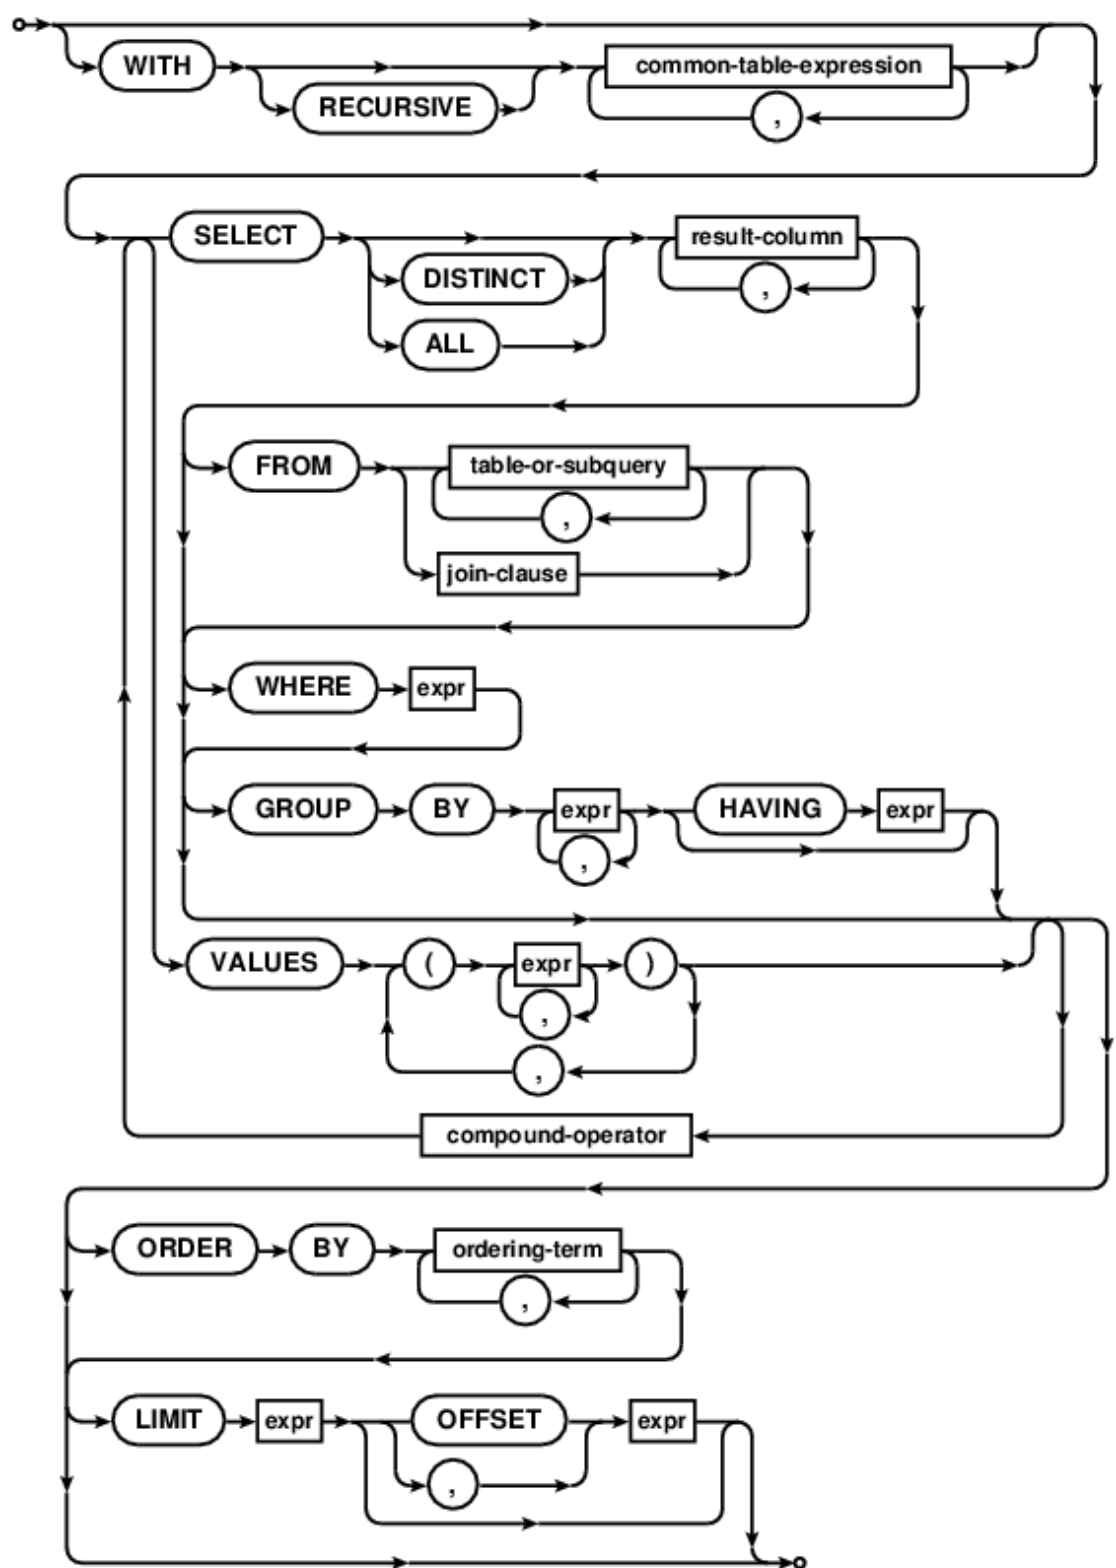 WITH common-table-expression
RECURSIVE ,
SELECT result-column
DISTINCT ,
ALL
FROM table-or-subquery
,
join-clause
WHERE expr
GROUP BY expr HAVING expr
,
VALUES ( expr )
,
,
compound-operator
ORDER BY ordering-term
,
LIMIT expr OFFSET expr
,